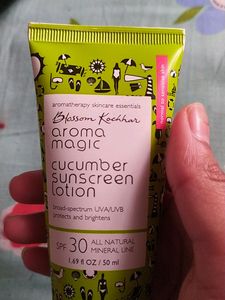 aromatherapy skincare essentials
Blossom Kochhar
aroma
magic
cucumber
sunscreen
lotion
broad-spectrum UVA/UVB
protects and brightens
SPF 30 ALL NATURAL
MINERAL LINE
1.69 fl OZ / 50 ml